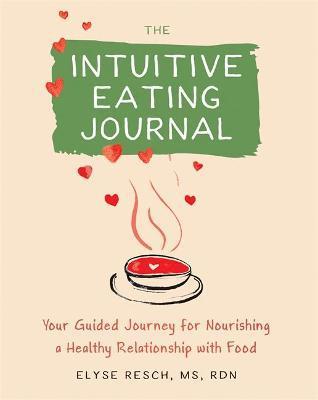 THE
INTUITIVE
EATING
JOURNAL
Your Guided Journey for Nourishing
a Healthy Relationship with Food
ELYSE RESCH, MS, RDN